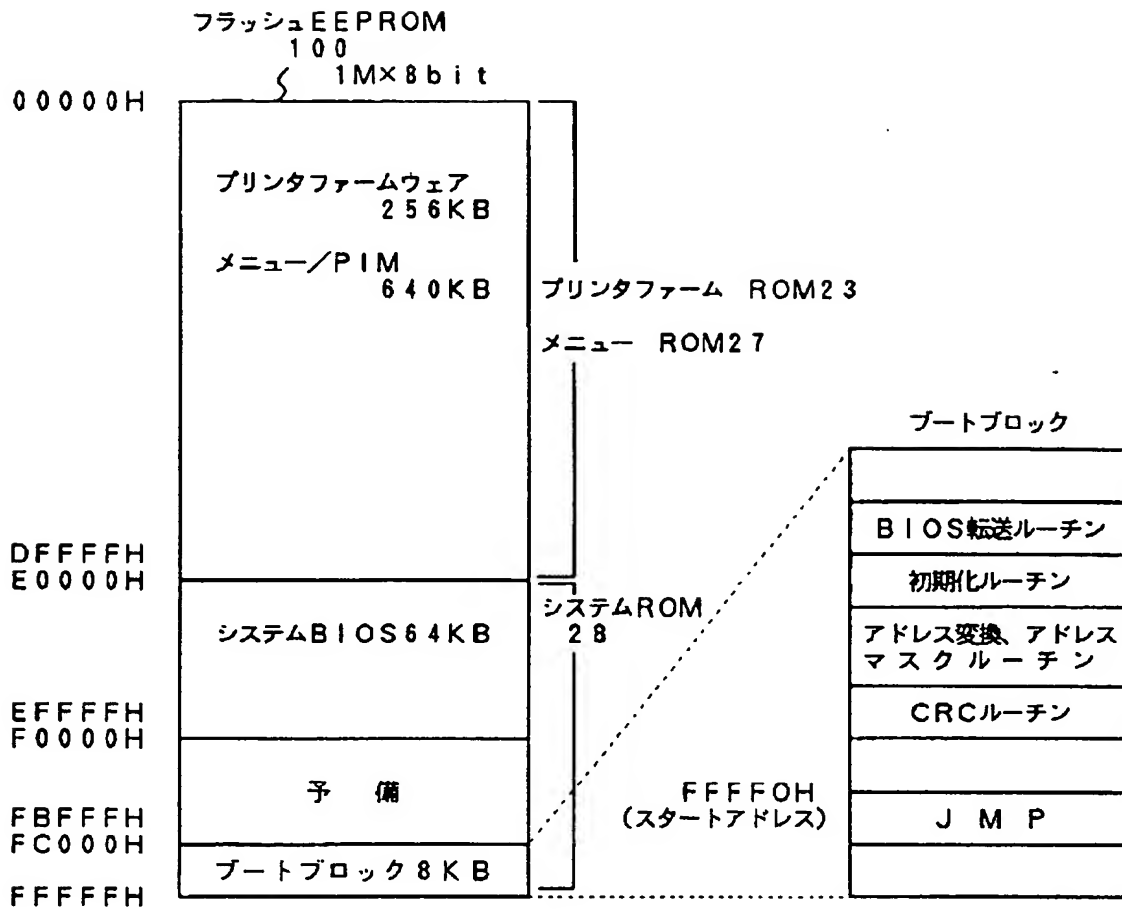 フラッシュEEPROM
100
1M×8bit
00000H
プリンタファームウェア
256KB
メニュー/PIM
640KB
プリンタファーム ROM23
メニュー ROM27
DFFFFH
E0000H
システムBIOS64KB
システムROM
28
EFFFFH
F0000H
予 備
FBFFFH
FC000H
ブートブロック8KB
FFFFFH
ブートブロック
BIOS転送ルーチン
初期化ルーチン
アドレス変換、アドレス
マスクルーチン
CRCルーチン
FFFF0H
(スタートアドレス)
JMP